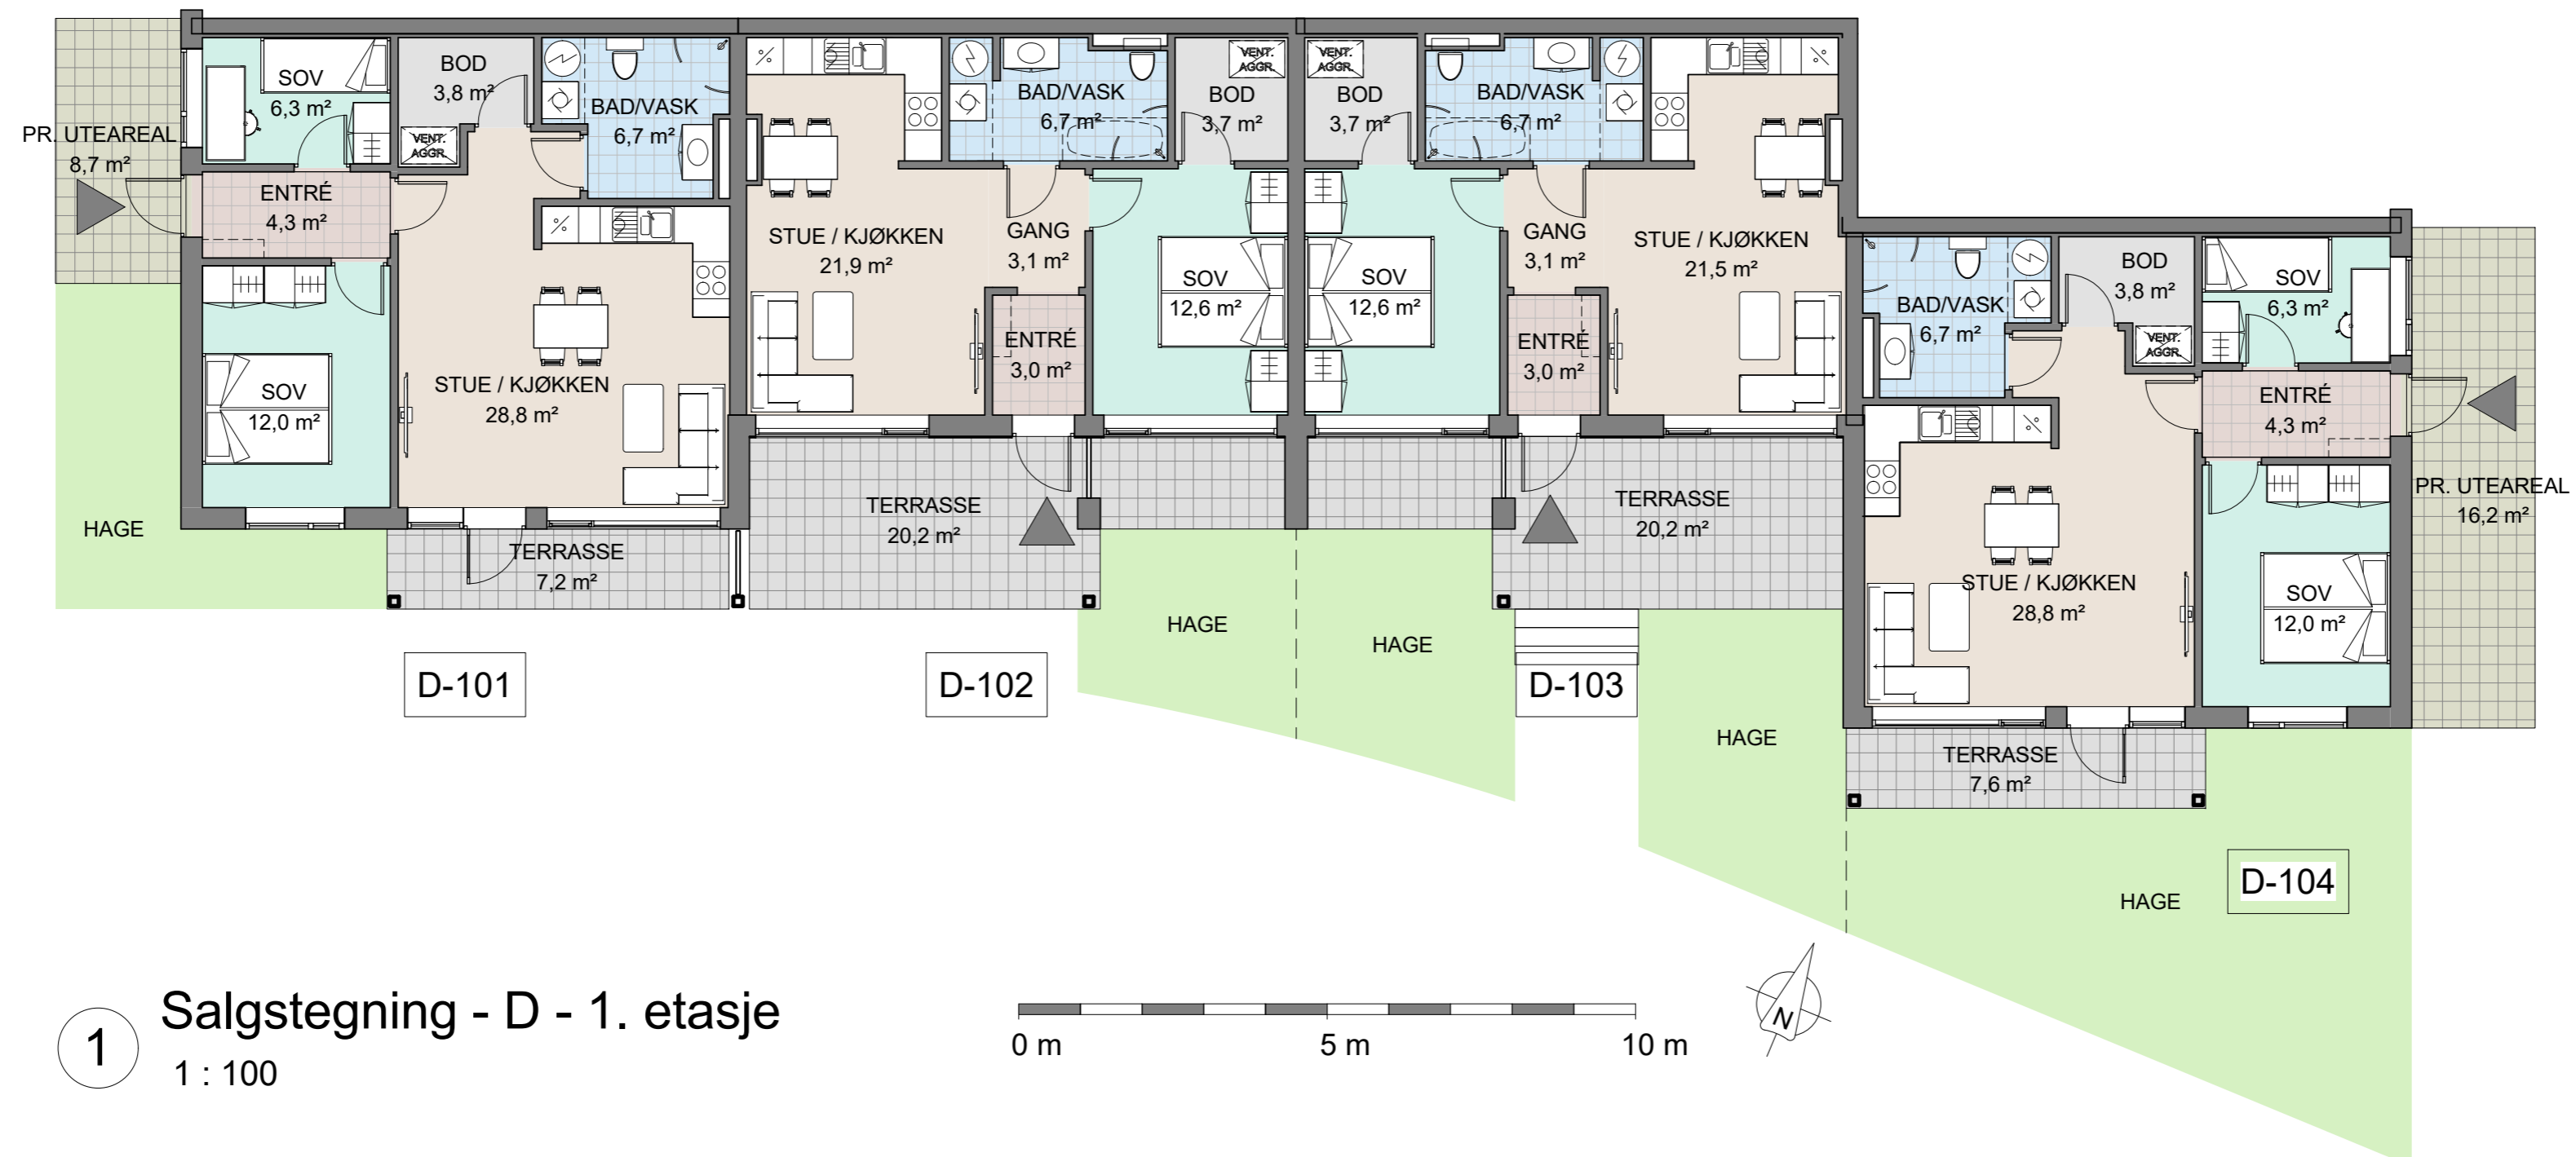 SOV
6,3 m²
PR. UTEAREAL
8,7 m²
ENTRÉ
4,3 m²
SOV
12,0 m²
HAGE
BOD
3,8 m²
VENT.
AGGR.
BAD/VASK
6,7 m²
STUE / KJØKKEN
28,8 m²
TERRASSE
7,2 m²
D-101
STUE / KJØKKEN
21,9 m²
BAD/VASK
6,7 m²
VENT.
AGGR.
BOD
3,7 m²
GANG
3,1 m²
SOV
12,6 m²
ENTRÉ
3,0 m²
TERRASSE
20,2 m²
HAGE
D-102
VENT.
AGGR.
BOD
3,7 m²
BAD/VASK
6,7 m²
GANG
3,1 m²
STUE / KJØKKEN
21,5 m²
SOV
12,6 m²
ENTRÉ
3,0 m²
TERRASSE
20,2 m²
HAGE
D-103
HAGE
BAD/VASK
6,7 m²
BOD
3,8 m²
VENT.
AGGR.
SOV
6,3 m²
ENTRÉ
4,3 m²
PR. UTEAREAL
16,2 m²
STUE / KJØKKEN
28,8 m²
SOV
12,0 m²
TERRASSE
7,6 m²
HAGE
D-104
1
Salgstegning - D - 1. etasje
1 : 100
0 m 5 m 10 m
N